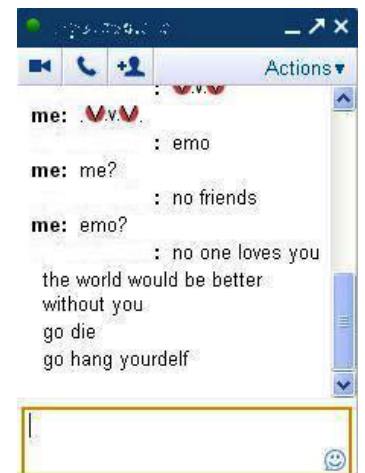 Actions
: V.v.V
me: .V.v.V.
: emo
me: me?
: no friends
me: emo?
: no one loves you
the world would be better
without you
go die
go hang yourdelf